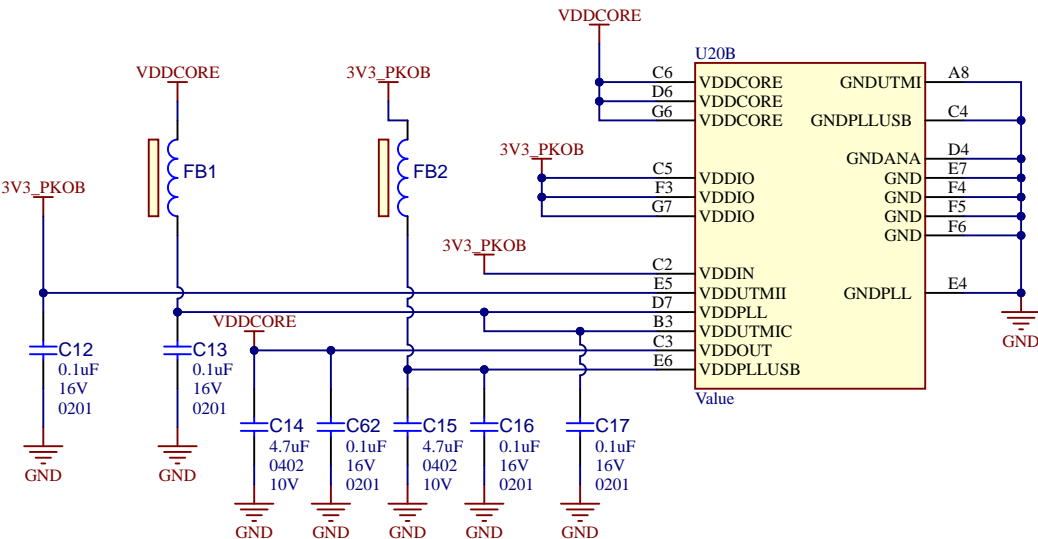 VDDCORE
U20B
VDDCORE
3V3_PKOB
C6
VDDCORE
GNDUTMI
A8
D6
VDDCORE
G6
VDDCORE
GNDPLLUSB
C4
3V3_PKOB
GNDANA
D4
FB1
FB2
C5
VDDIO
GND
E7
3V3_PKOB
F3
VDDIO
GND
F4
G7
VDDIO
GND
F5
GND
F6
3V3_PKOB
C2
VDDIN
E5
VDDUTMII
GNDPLL
E4
D7
VDDPLL
VDDCORE
B3
VDDUTMIC
GND
C3
VDDOUT
E6
VDDPLLUSB
Value
C12
0.1uF
16V
0201
C13
0.1uF
16V
0201
C14
4.7uF
0402
10V
C62
0.1uF
16V
0201
C15
4.7uF
0402
10V
C16
0.1uF
16V
0201
C17
0.1uF
16V
0201
GND
GND
GND
GND
GND
GND
GND